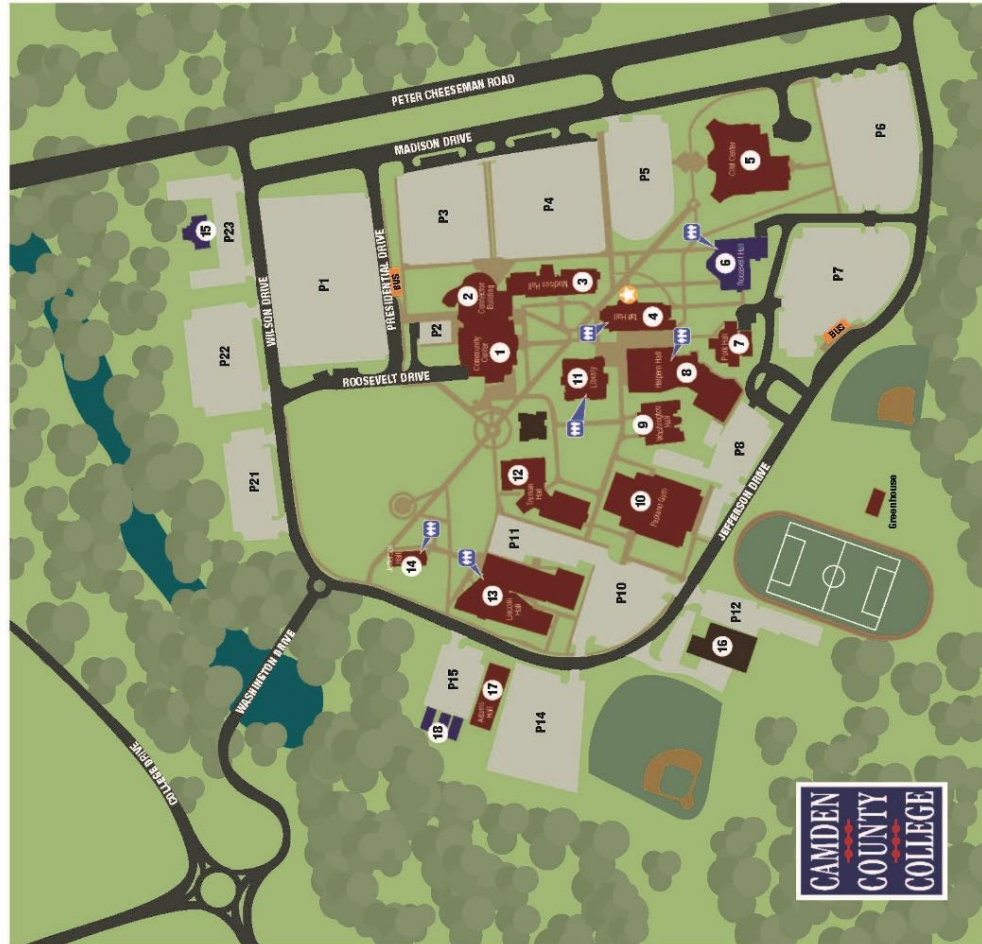 PETER CHEESEMAN ROAD
MADISON DRIVE
WILSON DRIVE
PRESIDENTIAL DRIVE
ROOSEVELT DRIVE
WASHINGTON DRIVE
COLLEGE DRIVE
JEFFERSON DRIVE
15
P23
P22
P21
P1
BUS
P2
P3
P4
P5
P6
P7
BUS
P8
2
Connector
Building
1
Community
Center
3
Madison Hall
4
Taft Hall
5
CIM Center
6
Roosevelt Hall
7
Polk Hall
8
Halpern Hall
9
Washington
Hall
10
Papiano Gym
11
Library
12
Truman
Hall
13
Lincoln
Hall
14
Hall
P11
P10
P12
16
P15
17
Adams
Hall
18
P14
Greenhouse
CAMDEN
COUNTY
COLLEGE